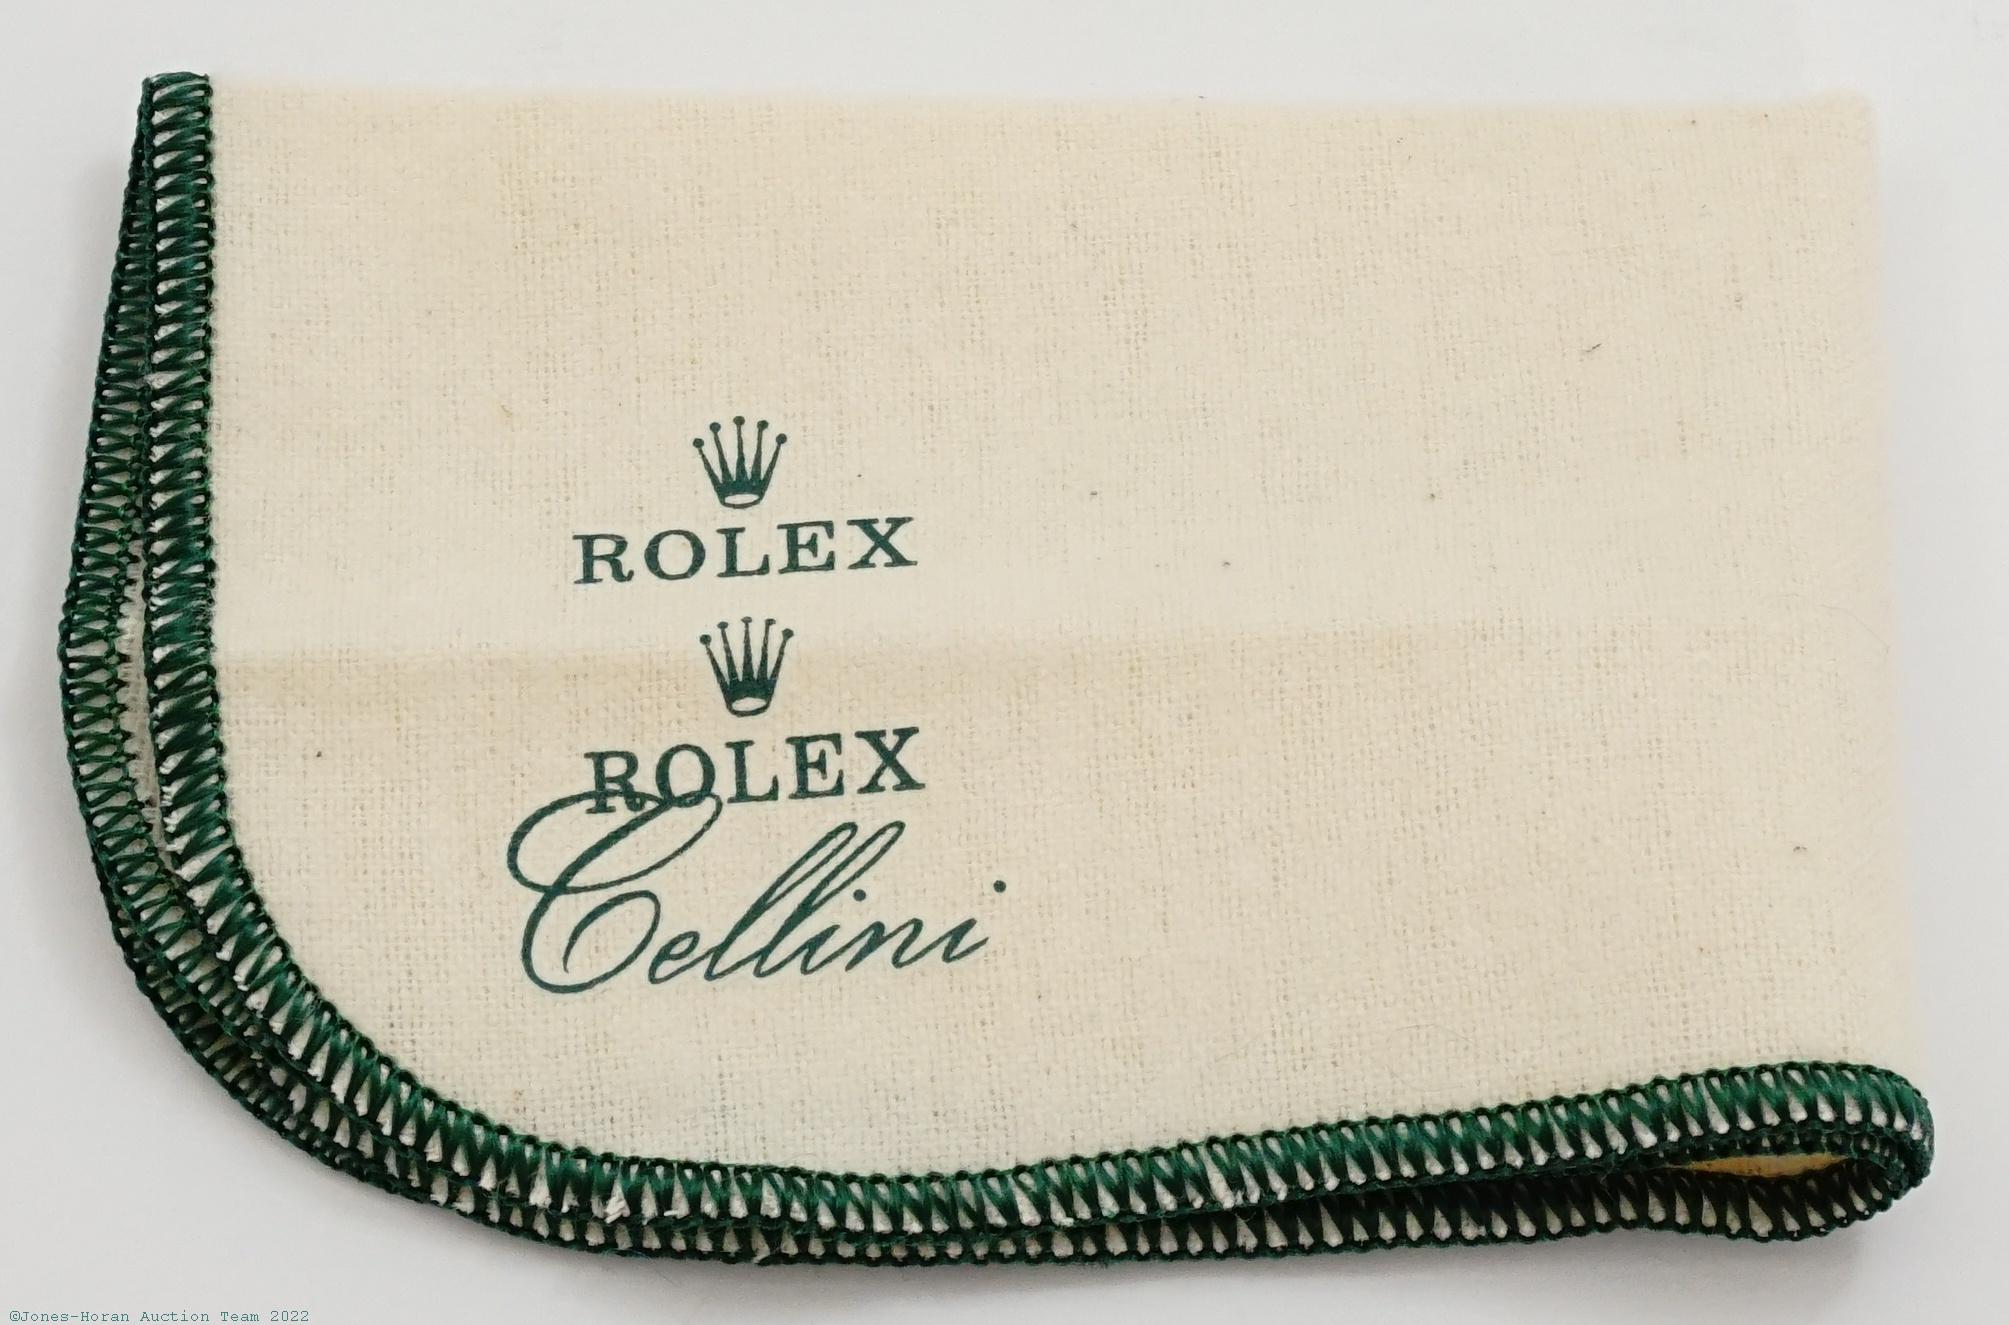 ROLEX
ROLEX
Cellini
©Jones-Horan Auction Team 2022